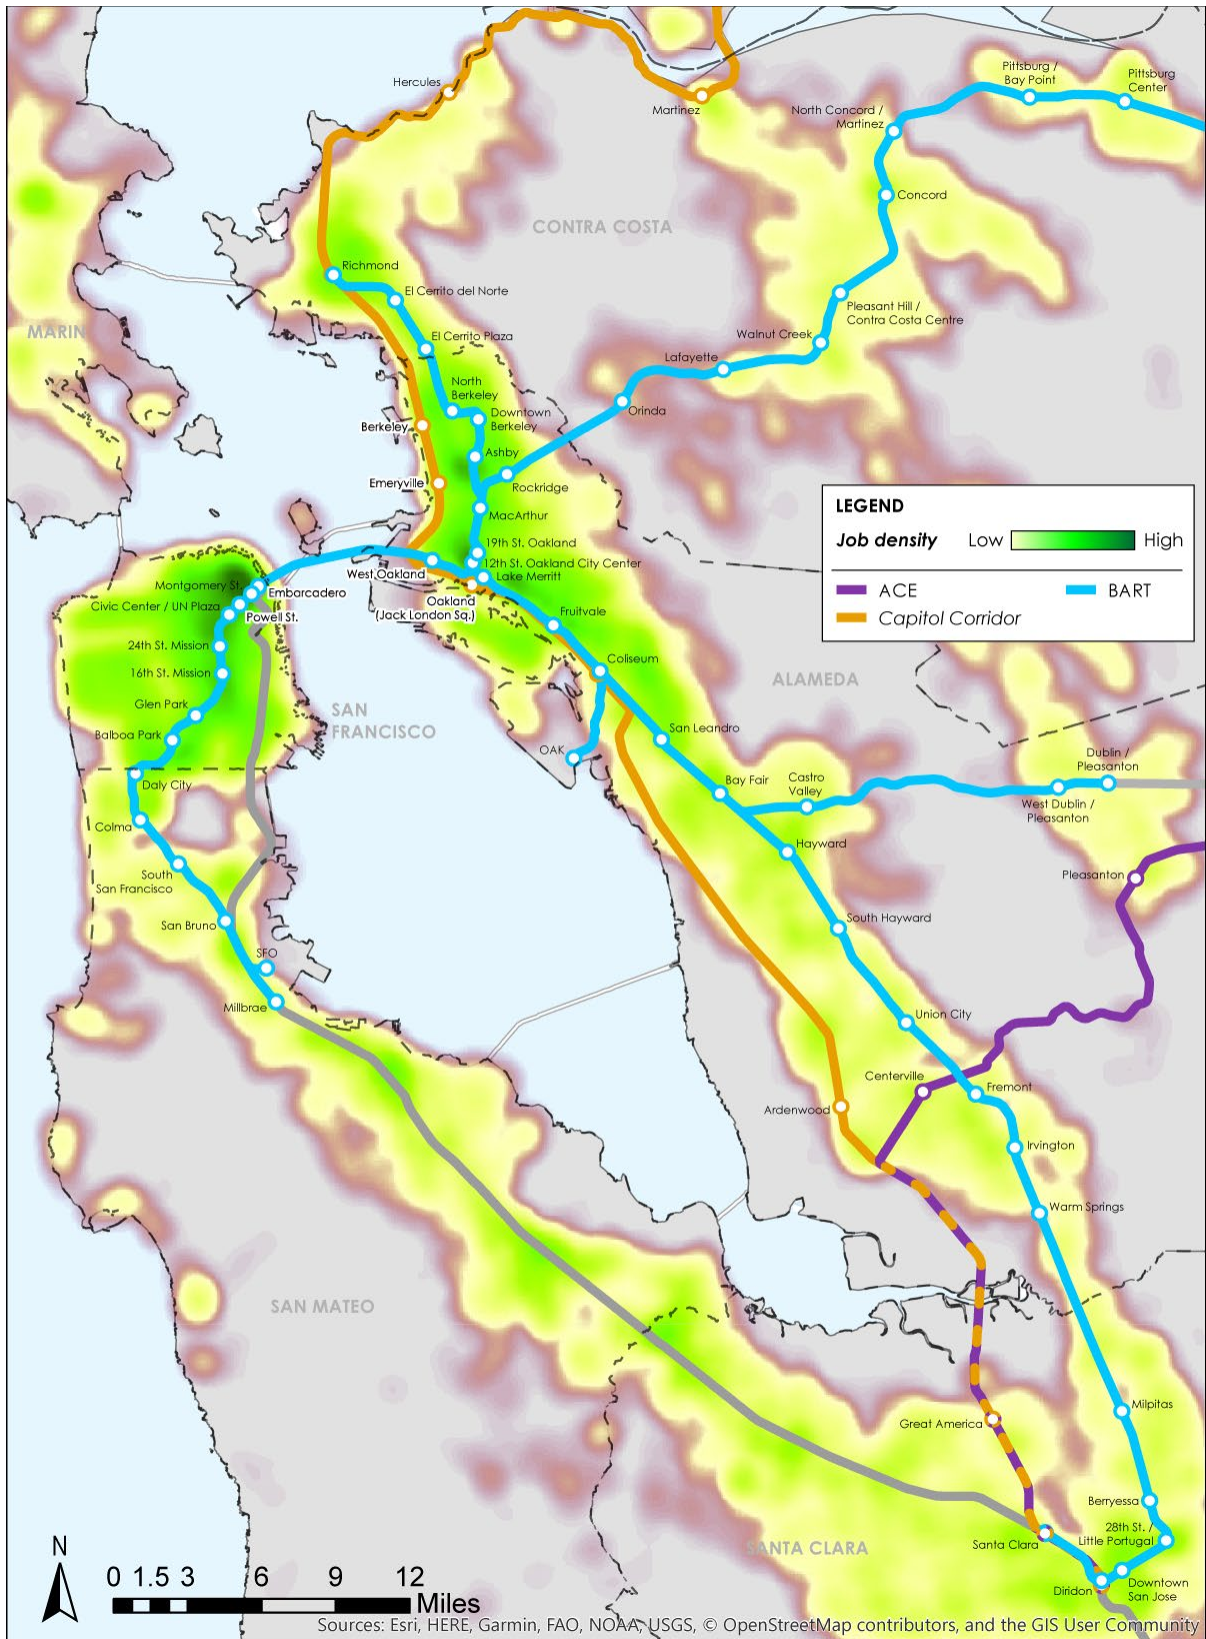 Hercules
Martinez
Pittsburg /
Bay Point
Pittsburg
Center
North Concord /
Martinez
Concord
CONTRA COSTA
Richmond
El Cerrito del Norte
Pleasant Hill /
Contra Costa Centre
MARIN
El Cerrito Plaza
Walnut Creek
Lafayette
North
Berkeley
Orinda
Downtown
Berkeley
Berkeley
Ashby
Emeryville
Rockridge
MacArthur
LEGEND
Job density
Low
High
ACE
BART
Capitol Corridor
19th St. Oakland
12th St. Oakland City Center
West Oakland
Lake Merritt
Montgomery St.
Embarcadero
Oakland
(Jack London Sq.)
Civic Center / UN Plaza
Powell St.
Fruitvale
24th St. Mission
16th St. Mission
Coliseum
ALAMEDA
Glen Park
SAN
FRANCISCO
San Leandro
Balboa Park
OAK
Dublin /
Pleasanton
Daly City
Bay Fair
Castro
Valley
West Dublin /
Pleasanton
Colma
Hayward
South
San Francisco
Pleasanton
San Bruno
South Hayward
SFO
Millbrae
Union City
Centerville
Fremont
Ardenwood
Irvington
Warm Springs
SAN MATEO
Milpitas
Great America
Berryessa
28th St. /
Little Portugal
Santa Clara
SANTA CLARA
Diridon
Downtown
San Jose
N
0 1.5 3 6 9 12
Miles
Sources: Esri, HERE, Garmin, FAO, NOAA, USGS, © OpenStreetMap contributors, and the GIS User Community